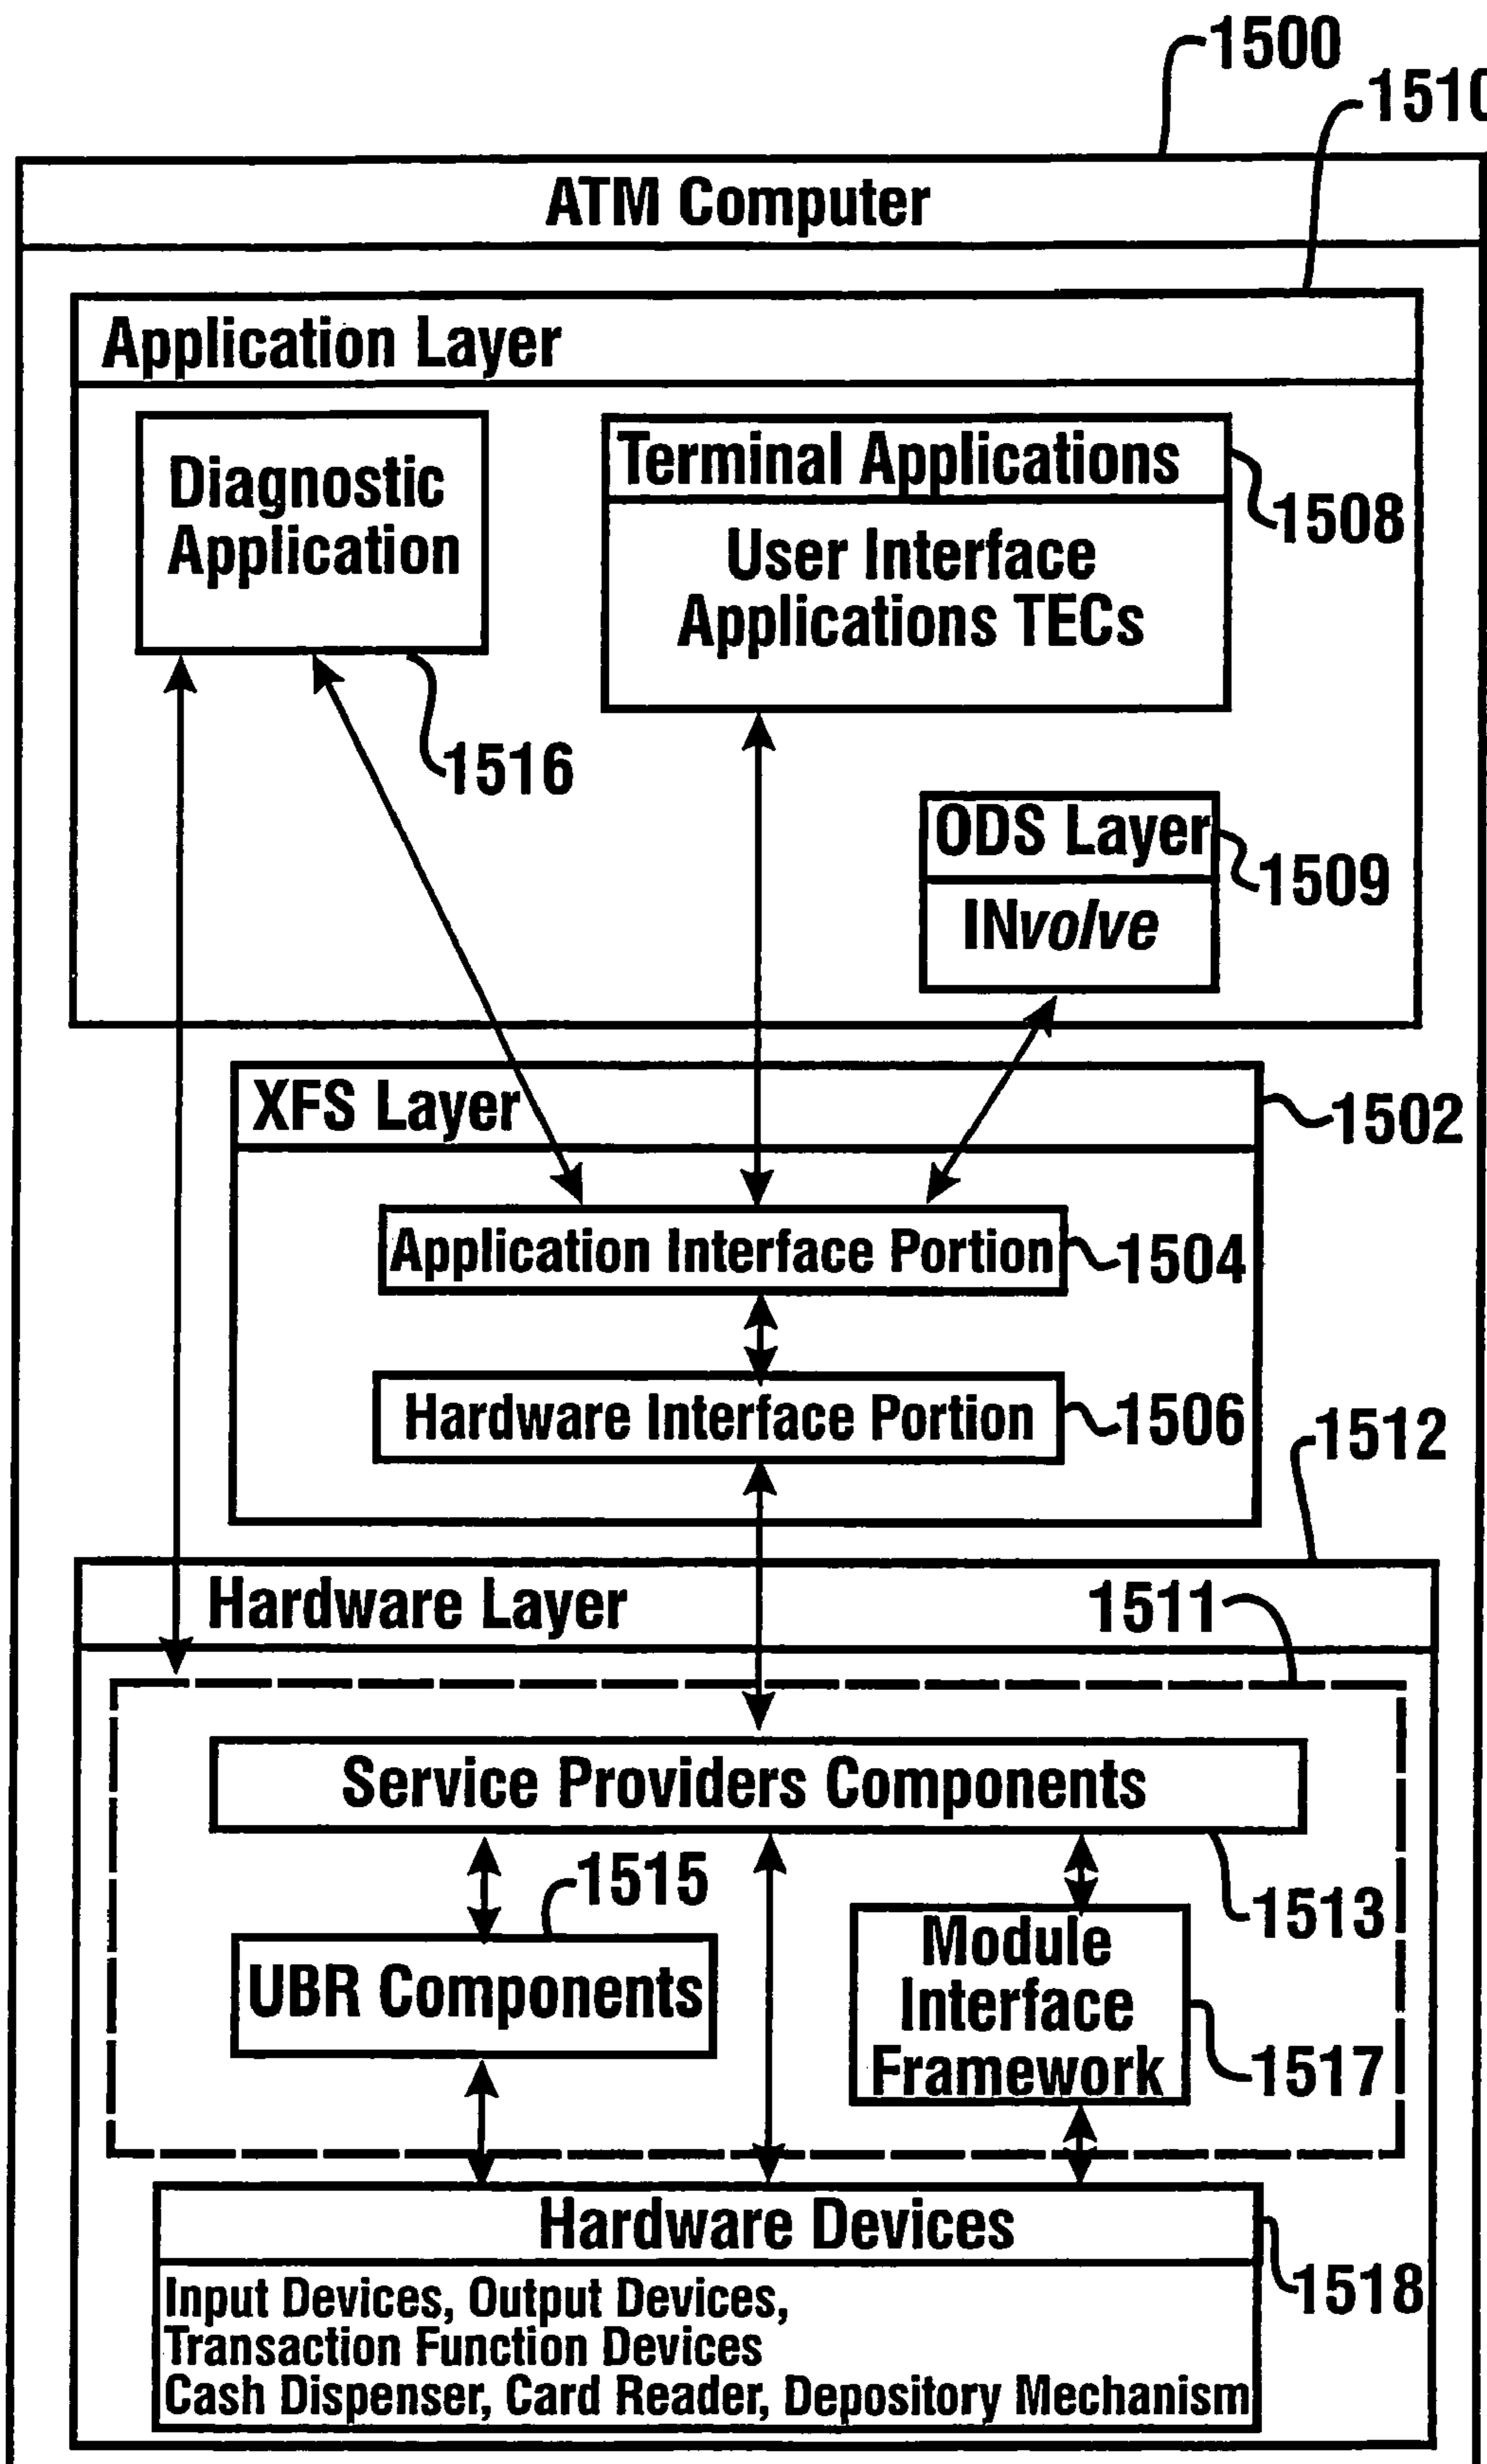 1500
1510
ATM Computer
Application Layer
Diagnostic
Application
Terminal Applications
1508
User Interface
Applications TECs
1516
ODS Layer
1509
INvolve
XFS Layer
1502
Application Interface Portion
1504
Hardware Interface Portion
1506
1512
Hardware Layer
1511
Service Providers Components
1515
1513
UBR Components
Module
Interface
Framework
1517
Hardware Devices
1518
Input Devices, Output Devices,
Transaction Function Devices
Cash Dispenser, Card Reader, Depository Mechanism